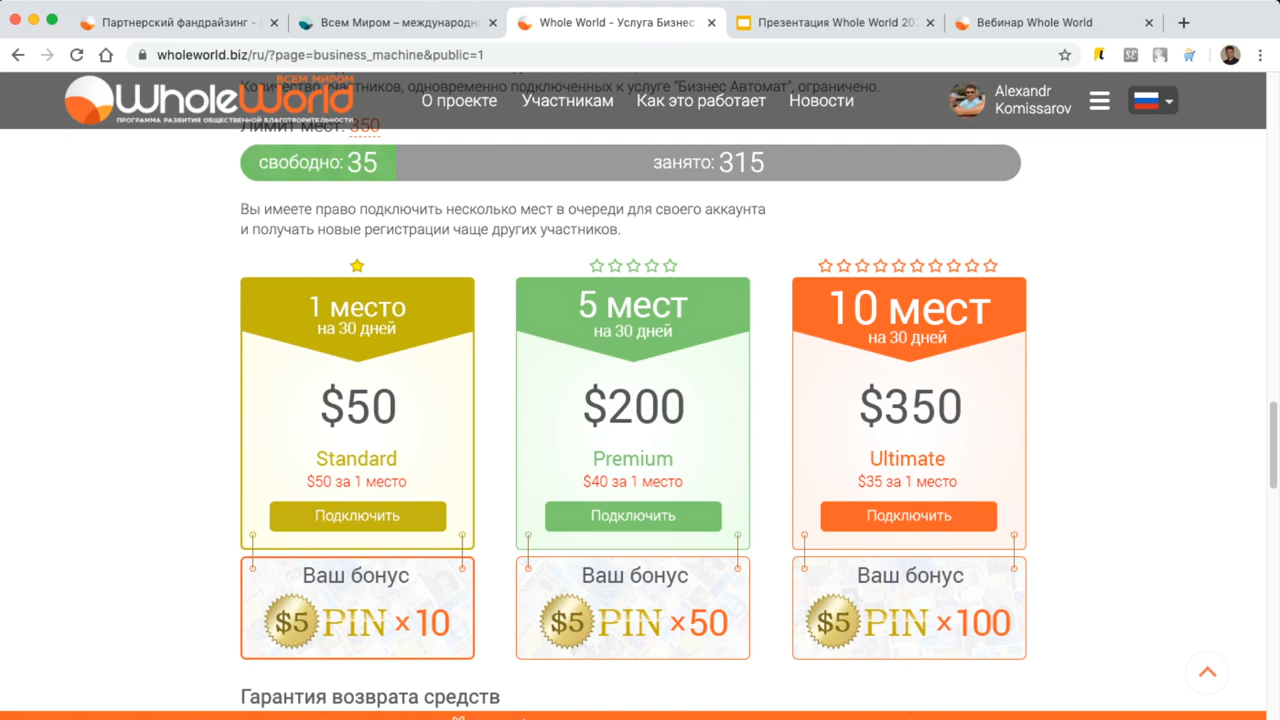 Партнерский фандрайзинг -
Всем Миром – международн
Whole World - Услуга Бизнес
Презентация Whole World 20
Вебинар Whole World
wholeworld.biz/ru/?page=business_machine&public=1
Количество участников, одновременно подключенных к услуге "Бизнес Автомат", ограничено.
ВСЕМ МИРОМ
WholeWorld
ПРОГРАММА РАЗВИТИЯ ОБЩЕСТВЕННОЙ БЛАГОТВОРИТЕЛЬНОСТИ
О проекте
Участникам
Как это работает
Новости
Alexandr
Komissarov
Лимит мест: 350
свободно: 35
занято: 315
Вы имеете право подключить несколько мест в очереди для своего аккаунта
и получать новые регистрации чаще других участников.
1 место
на 30 дней
$50
Standard
$50 за 1 место
Подключить
Ваш бонус
$5 PIN ×10
5 мест
на 30 дней
$200
Premium
$40 за 1 место
Подключить
Ваш бонус
$5 PIN ×50
10 мест
на 30 дней
$350
Ultimate
$35 за 1 место
Подключить
Ваш бонус
$5 PIN ×100
Гарантия возврата средств